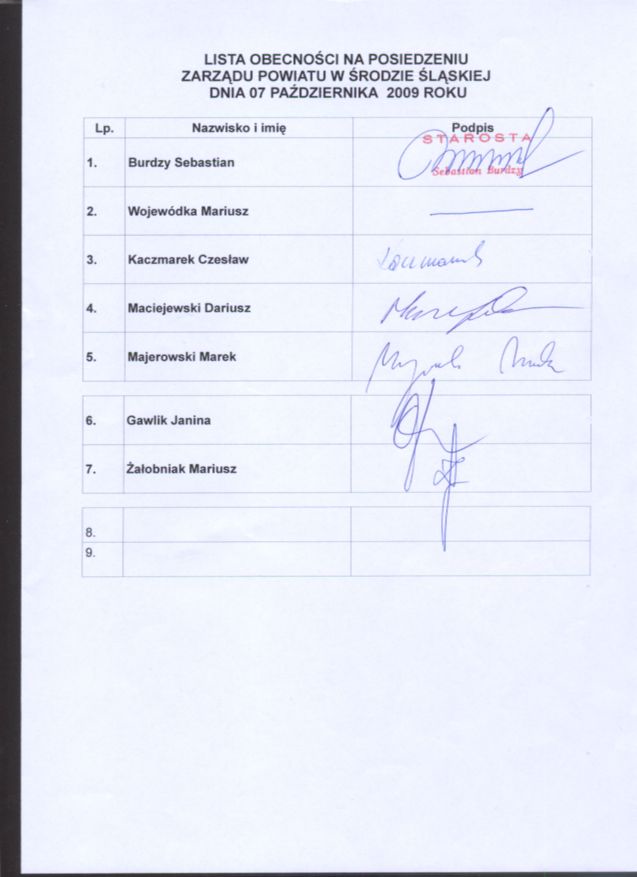 LISTA OBECNOŚCI NA POSIEDZENIU
ZARZĄDU POWIATU W ŚRODZIE ŚLĄSKIEJ
DNIA 07 PAŹDZIERNIKA 2009 ROKU
Lp. Nazwisko i imię Podpis
STAROSTA
1. Burdzy Sebastian
Sebastian Burdzy
2. Wojewódka Mariusz
3. Kaczmarek Czesław
4. Maciejewski Dariusz
5. Majerowski Marek
6. Gawlik Janina
7. Żałobniak Mariusz
8.
9.